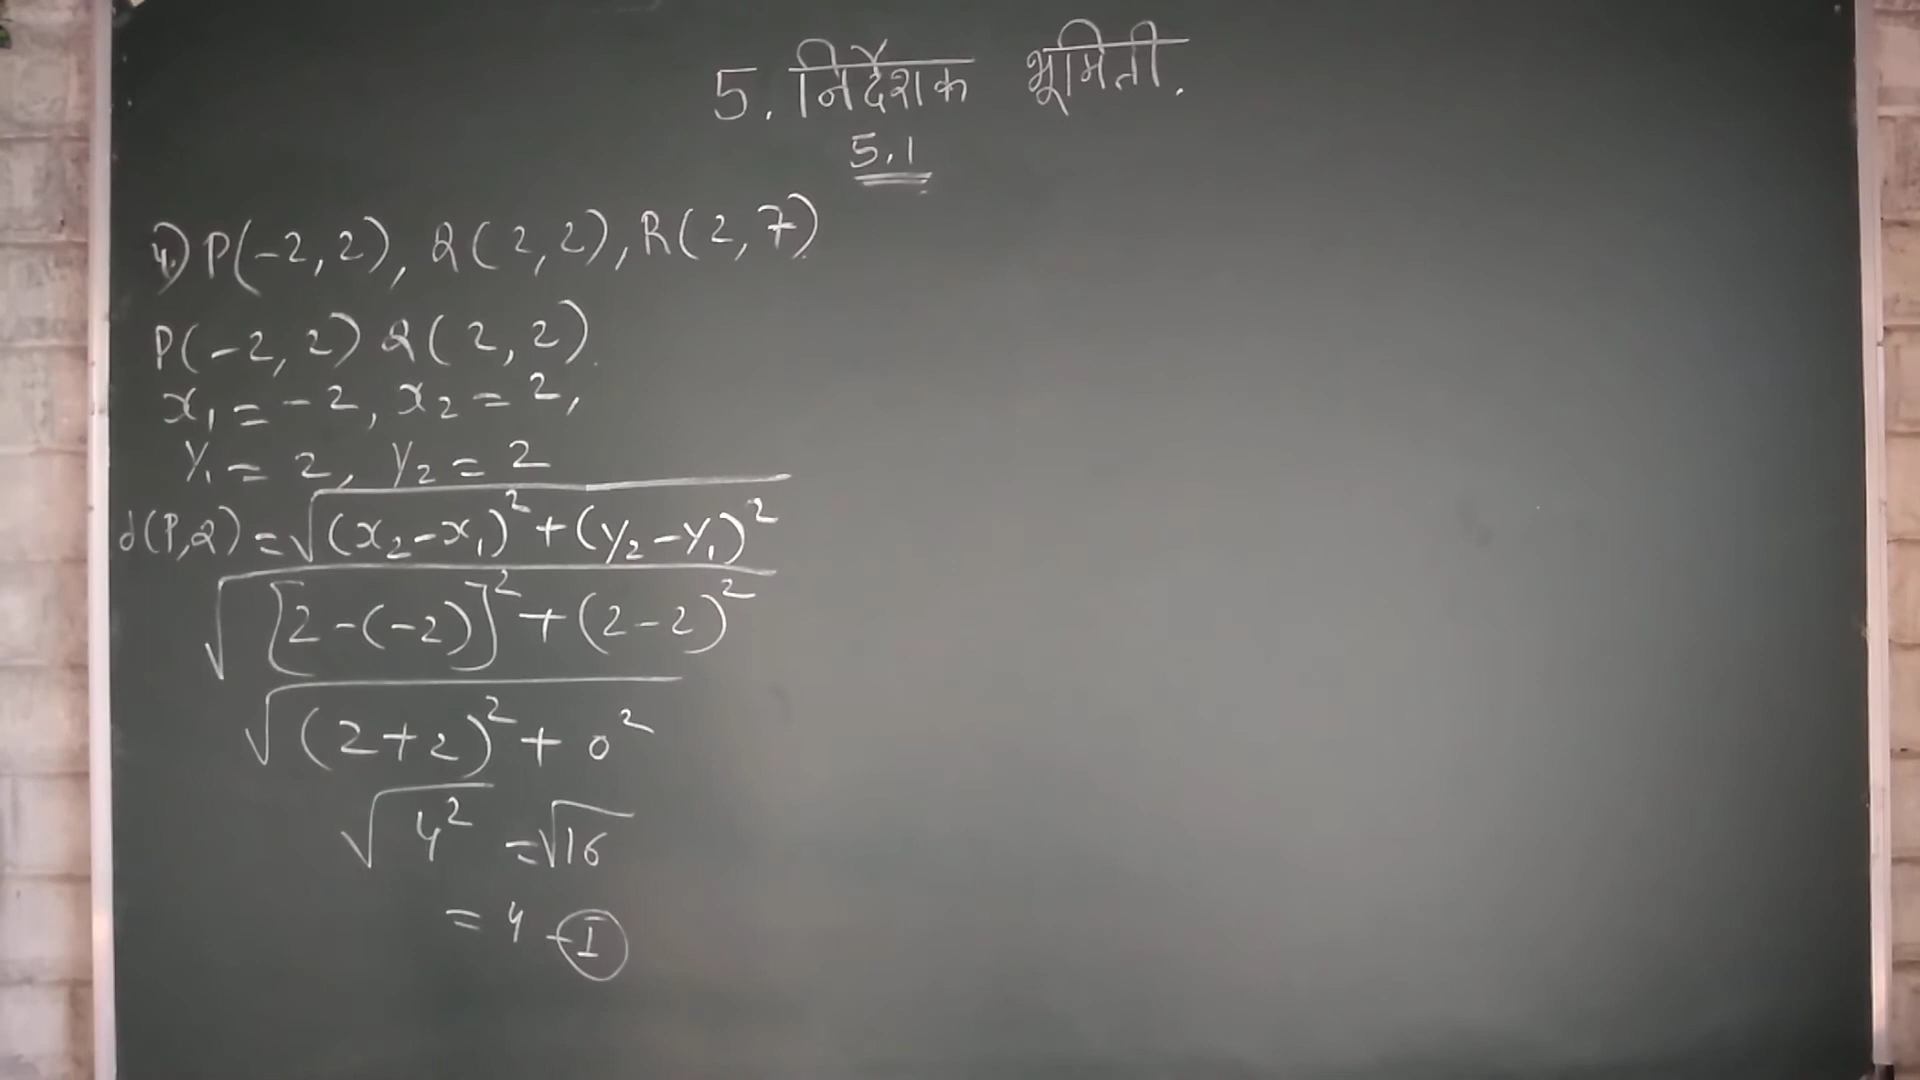 5. निर्देशक भूमिती.
5.1
4.) P(-2, 2), Q(2, 2), R(2, 7)
P(-2, 2) Q(2, 2)
x₁ = -2, x₂ = 2,
y₁ = 2, y₂ = 2
d(P,Q) = √(x₂-x₁)² + (y₂-y₁)²
√[2-(-2)]² + (2-2)²
√(2+2)² + 0²
√4² = √16
= 4 - I